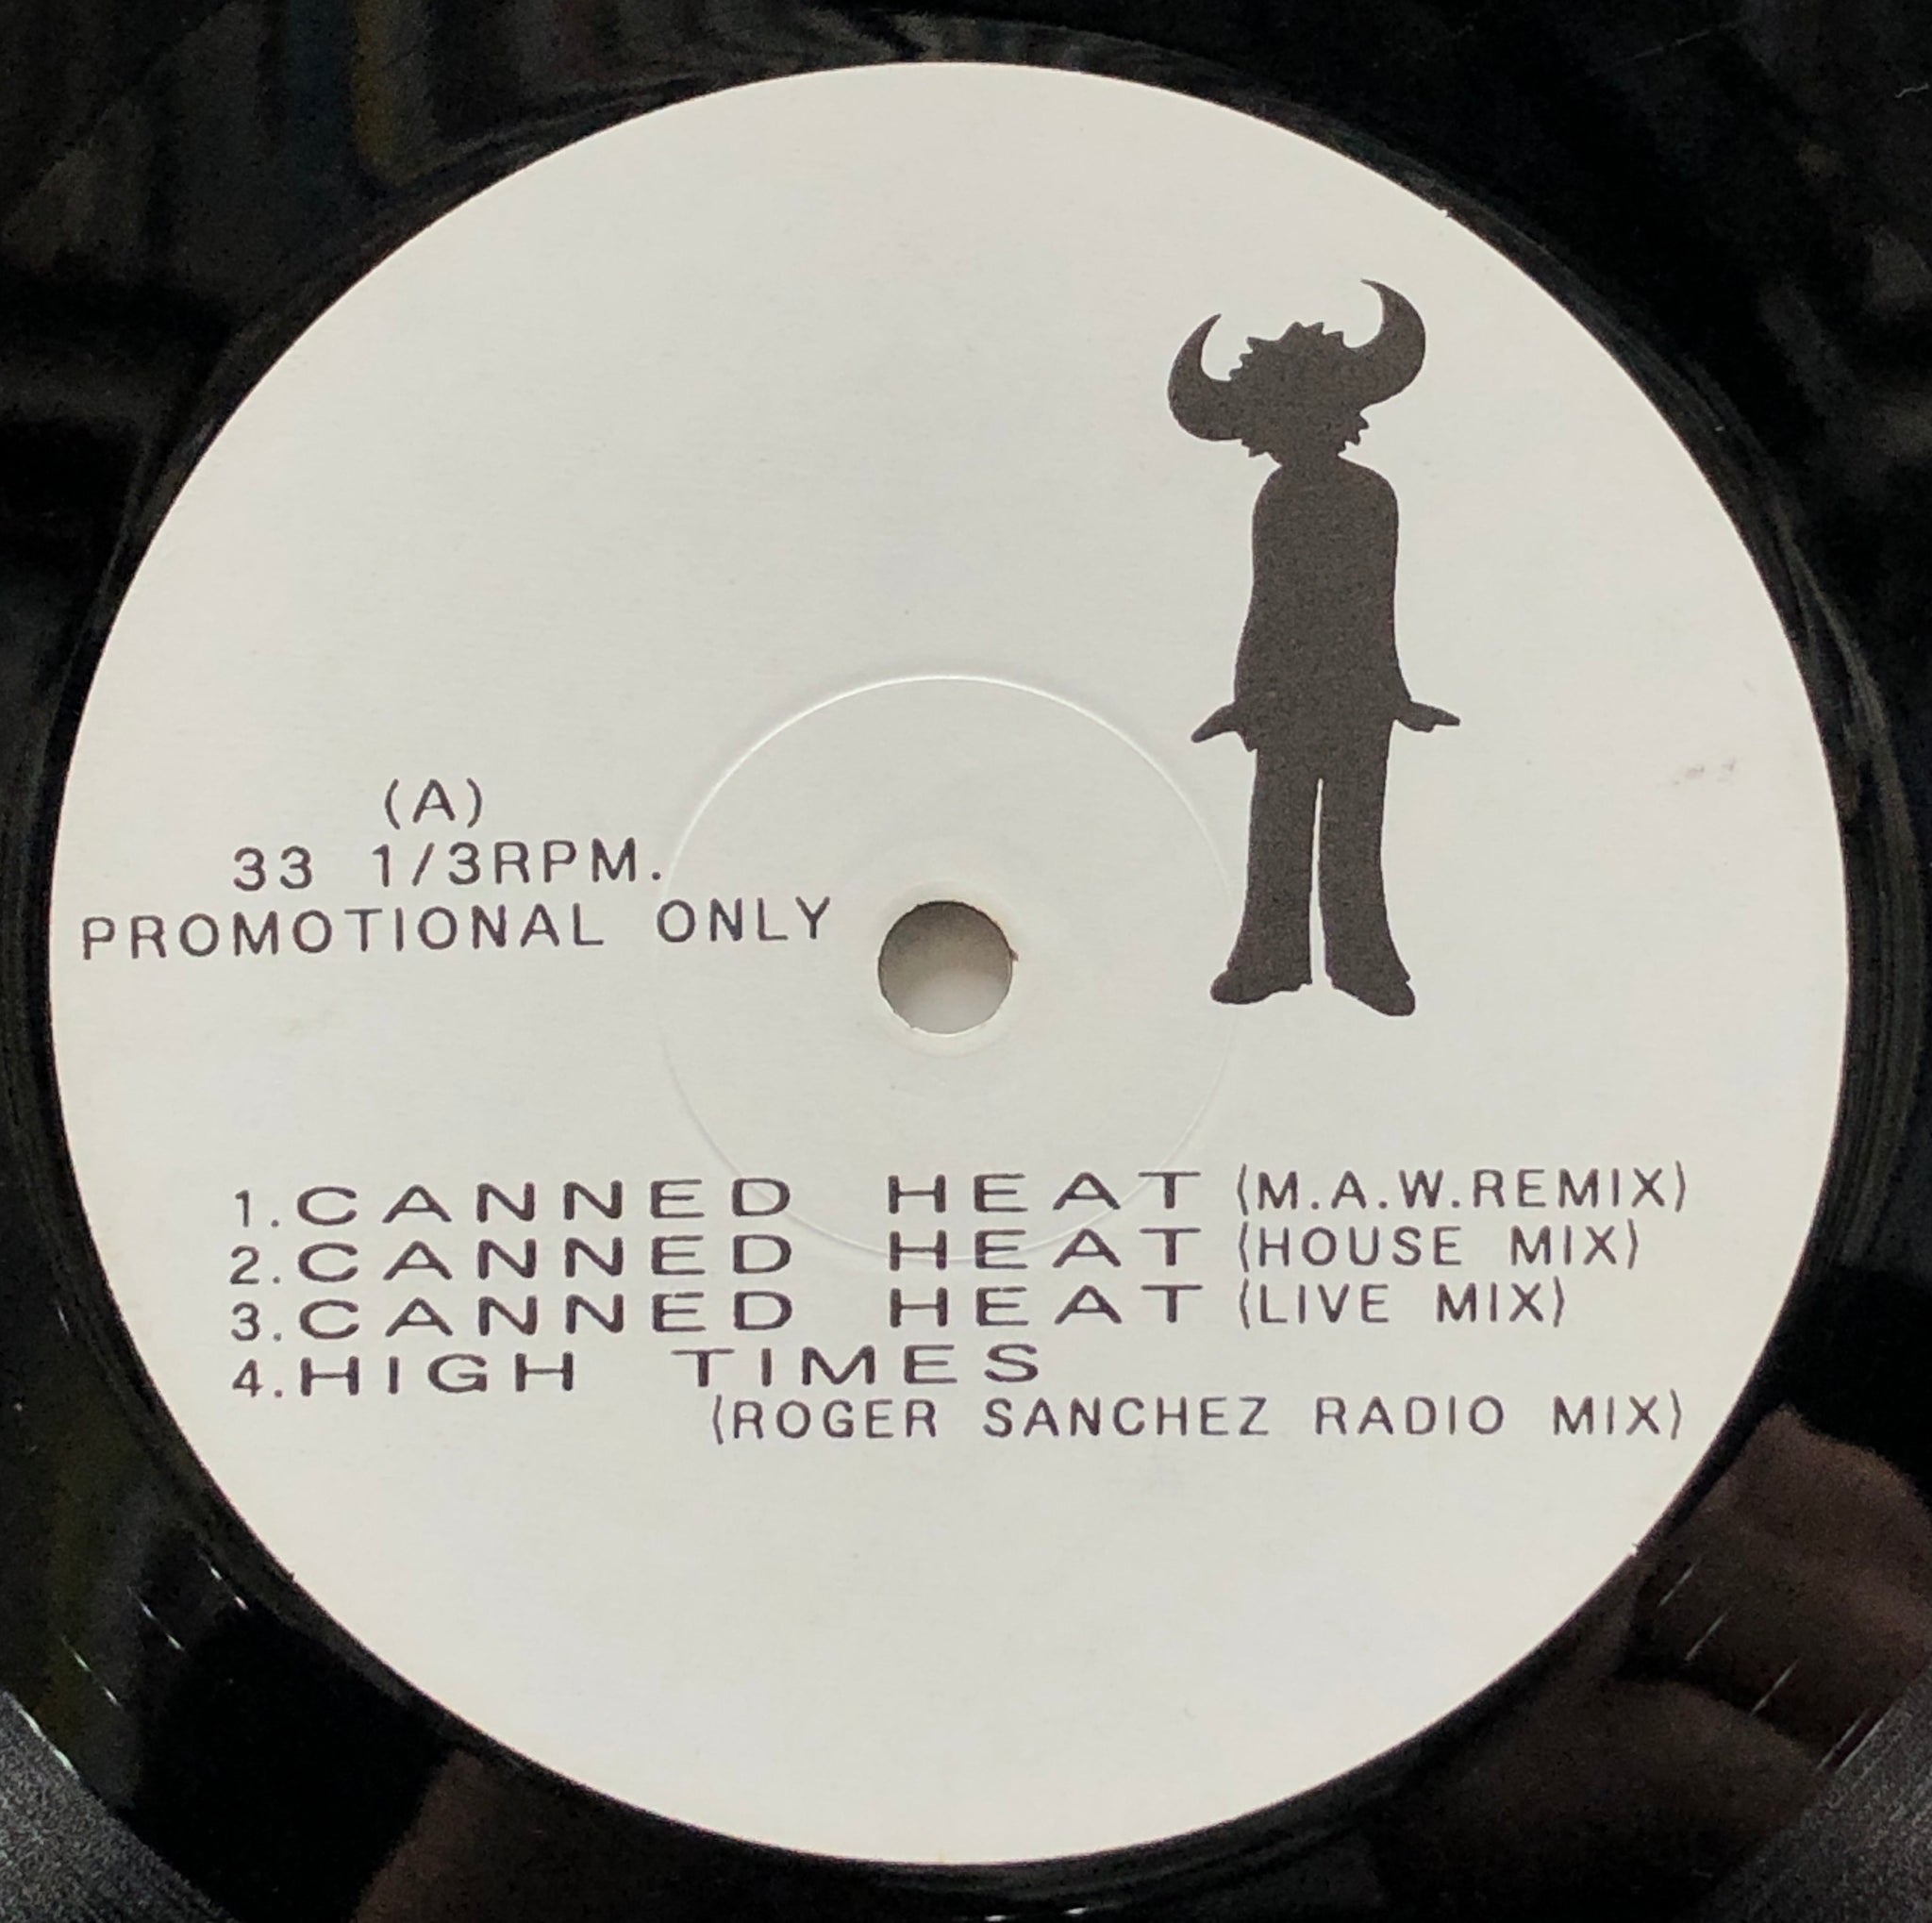 (A)
33 1/3RPM.
PROMOTIONAL ONLY
1.CANNED HEAT(M.A.W.REMIX)
2.CANNED HEAT(HOUSE MIX)
3.CANNED HEAT(LIVE MIX)
4.HIGH TIMES
(ROGER SANCHEZ RADIO MIX)